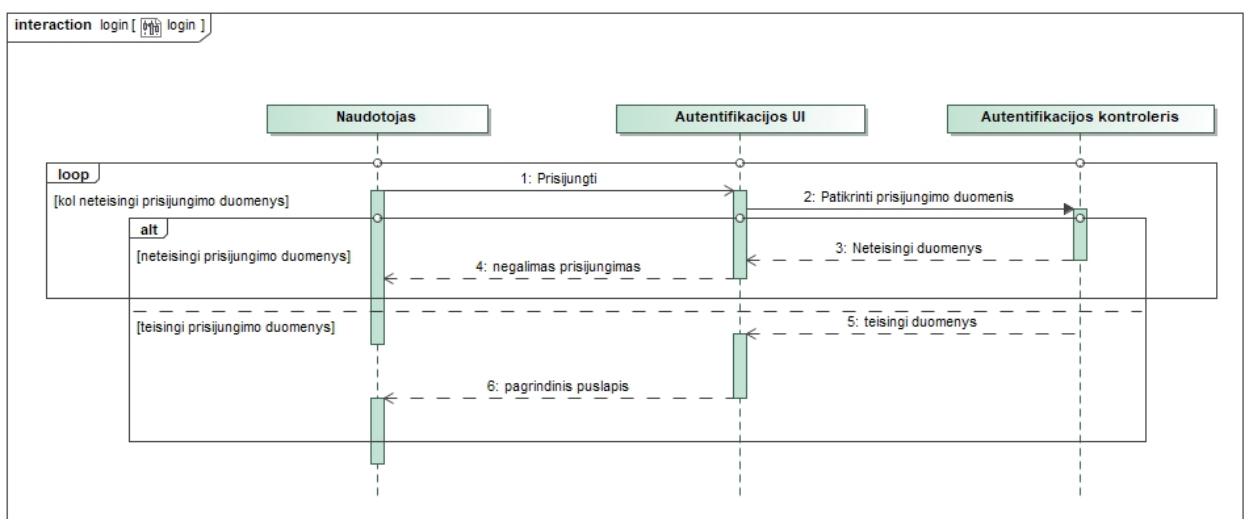 interaction login [ login ]
Naudotojas
Autentifikacijos UI
Autentifikacijos kontroleris
loop
1: Prisijungti
[kol neteisingi prisijungimo duomenys]
2: Patikrinti prisijungimo duomenis
alt
[neteisingi prisijungimo duomenys]
3: Neteisingi duomenys
4: negalimas prisijungimas
[teisingi prisijungimo duomenys]
5: teisingi duomenys
6: pagrindinis puslapis